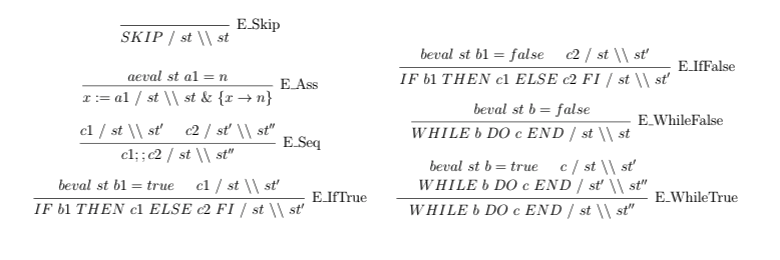 SKIP / st \\ st E_Skip
aeval st a1 = n
x := a1 / st \\ st & {x → n} E_Ass
c1 / st \\ st′ c2 / st′ \\ st″
c1;; c2 / st \\ st″ E_Seq
beval st b1 = true c1 / st \\ st′
IF b1 THEN c1 ELSE c2 FI / st \\ st′ E_IfTrue
beval st b1 = false c2 / st \\ st′
IF b1 THEN c1 ELSE c2 FI / st \\ st′ E_IfFalse
beval st b = false
WHILE b DO c END / st \\ st E_WhileFalse
beval st b = true c / st \\ st′
WHILE b DO c END / st′ \\ st″
WHILE b DO c END / st \\ st″ E_WhileTrue